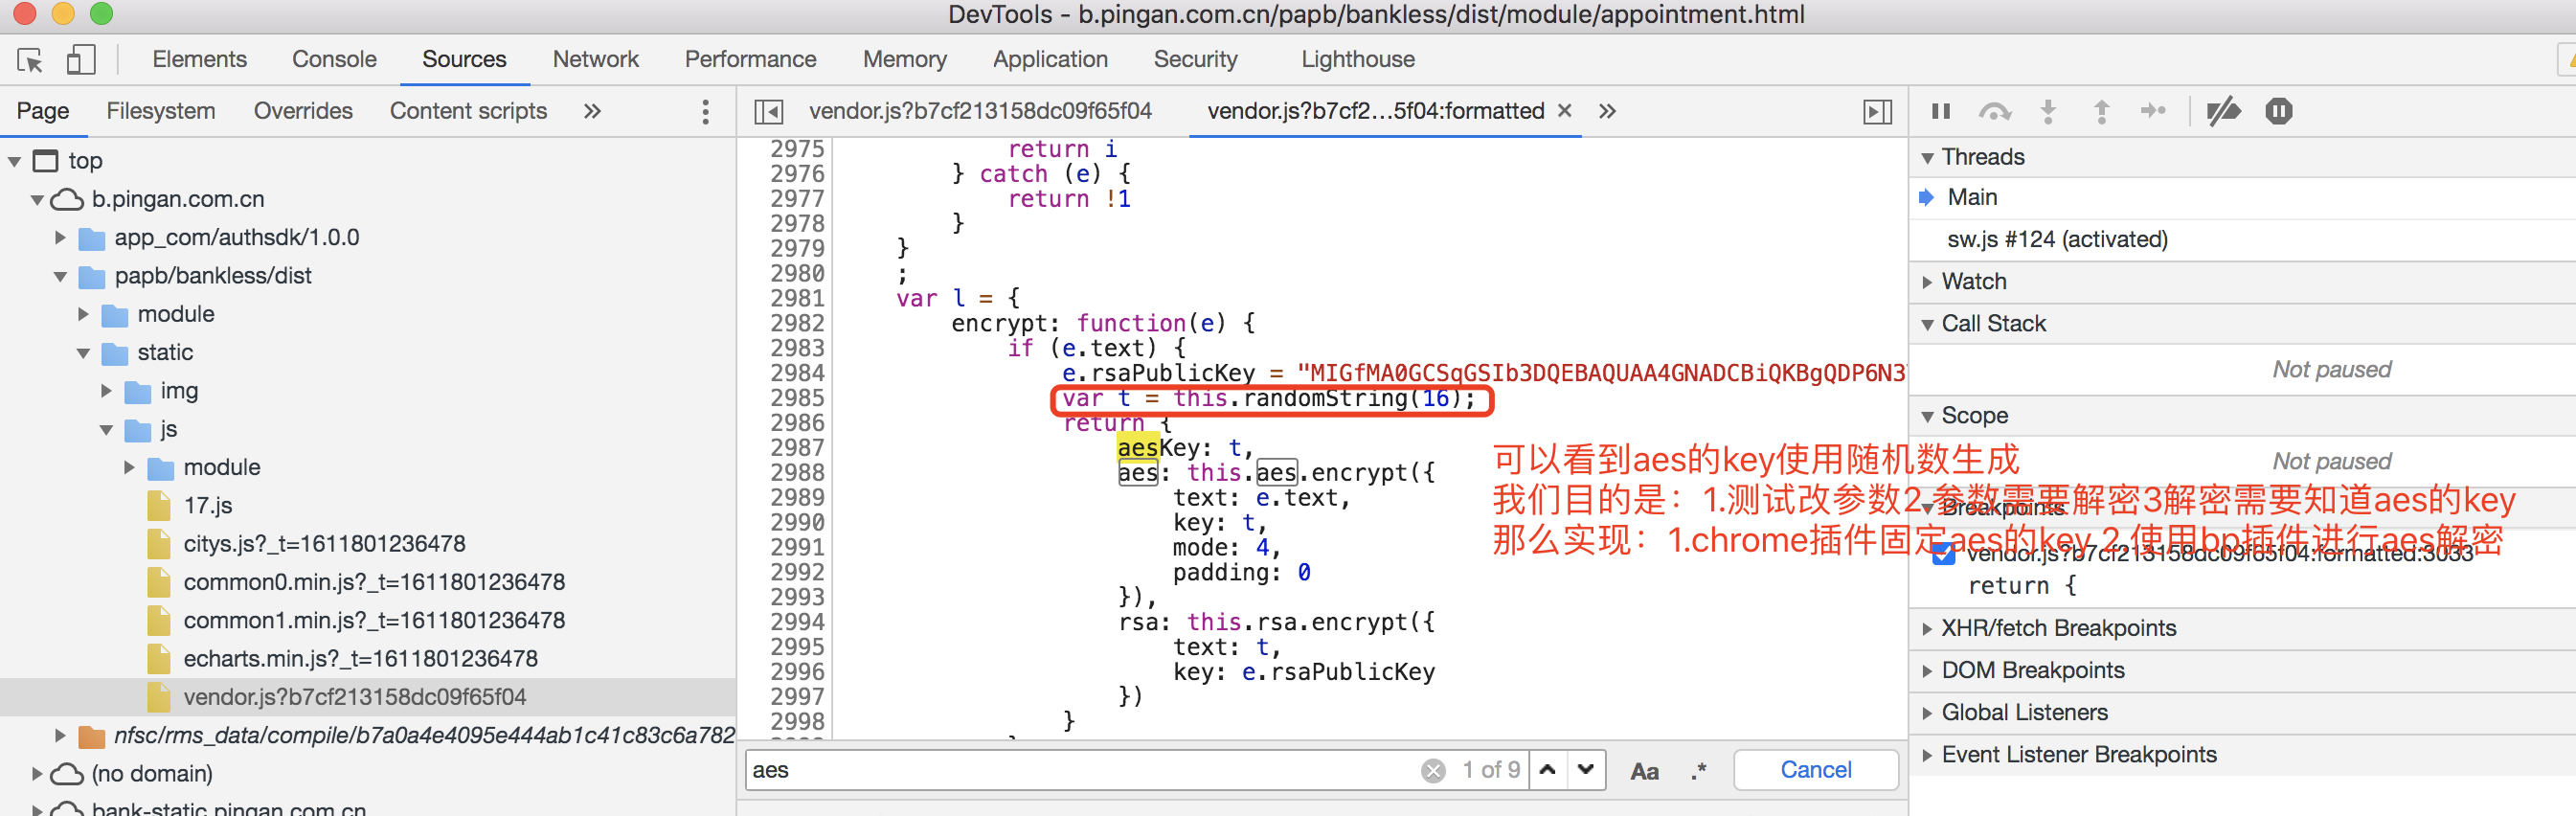 DevTools - b.pingan.com.cn/papb/bankless/dist/module/appointment.html
Elements Console Sources Network Performance Memory Application Security Lighthouse
Page Filesystem Overrides Content scripts »
top
b.pingan.com.cn
app_com/authsdk/1.0.0
papb/bankless/dist
module
static
img
js
module
17.js
citys.js?_t=1611801236478
common0.min.js?_t=1611801236478
common1.min.js?_t=1611801236478
echarts.min.js?_t=1611801236478
vendor.js?b7cf213158dc09f65f04
nfsc/rms_data/compile/b7a0a4e4095e444ab1c41c83c6a782
(no domain)
bank-static.pingan.com.cn
vendor.js?b7cf213158dc09f65f04 vendor.js?b7cf2...5f04:formatted × »
2975 return i
2976 } catch (e) {
2977 return !1
2978 }
2979 }
2980 ;
2981 var l = {
2982 encrypt: function(e) {
2983 if (e.text) {
2984 e.rsaPublicKey = "MIGfMA0GCSqGSIb3DQEBAQUAA4GNADCBiQKBgQDP6N3
2985 var t = this.randomString(16);
2986 return {
2987 aesKey: t,
2988 aes: this.aes.encrypt({
2989 text: e.text,
2990 key: t,
2991 mode: 4,
2992 padding: 0
2993 }),
2994 rsa: this.rsa.encrypt({
2995 text: t,
2996 key: e.rsaPublicKey
2997 })
2998 }
可以看到aes的key使用随机数生成
我们目的是：1.测试改参数2.参数需要解密3解密需要知道aes的key
那么实现：1.chrome插件固定aes的key 2.使用bp插件进行aes解密
aes 1 of 9 Aa .* Cancel
Threads
Main
sw.js #124 (activated)
Watch
Call Stack
Not paused
Scope
Not paused
Breakpoints
vendor.js?b7cf213158dc09f65f04:formatted:3033
return {
XHR/fetch Breakpoints
DOM Breakpoints
Global Listeners
Event Listener Breakpoints